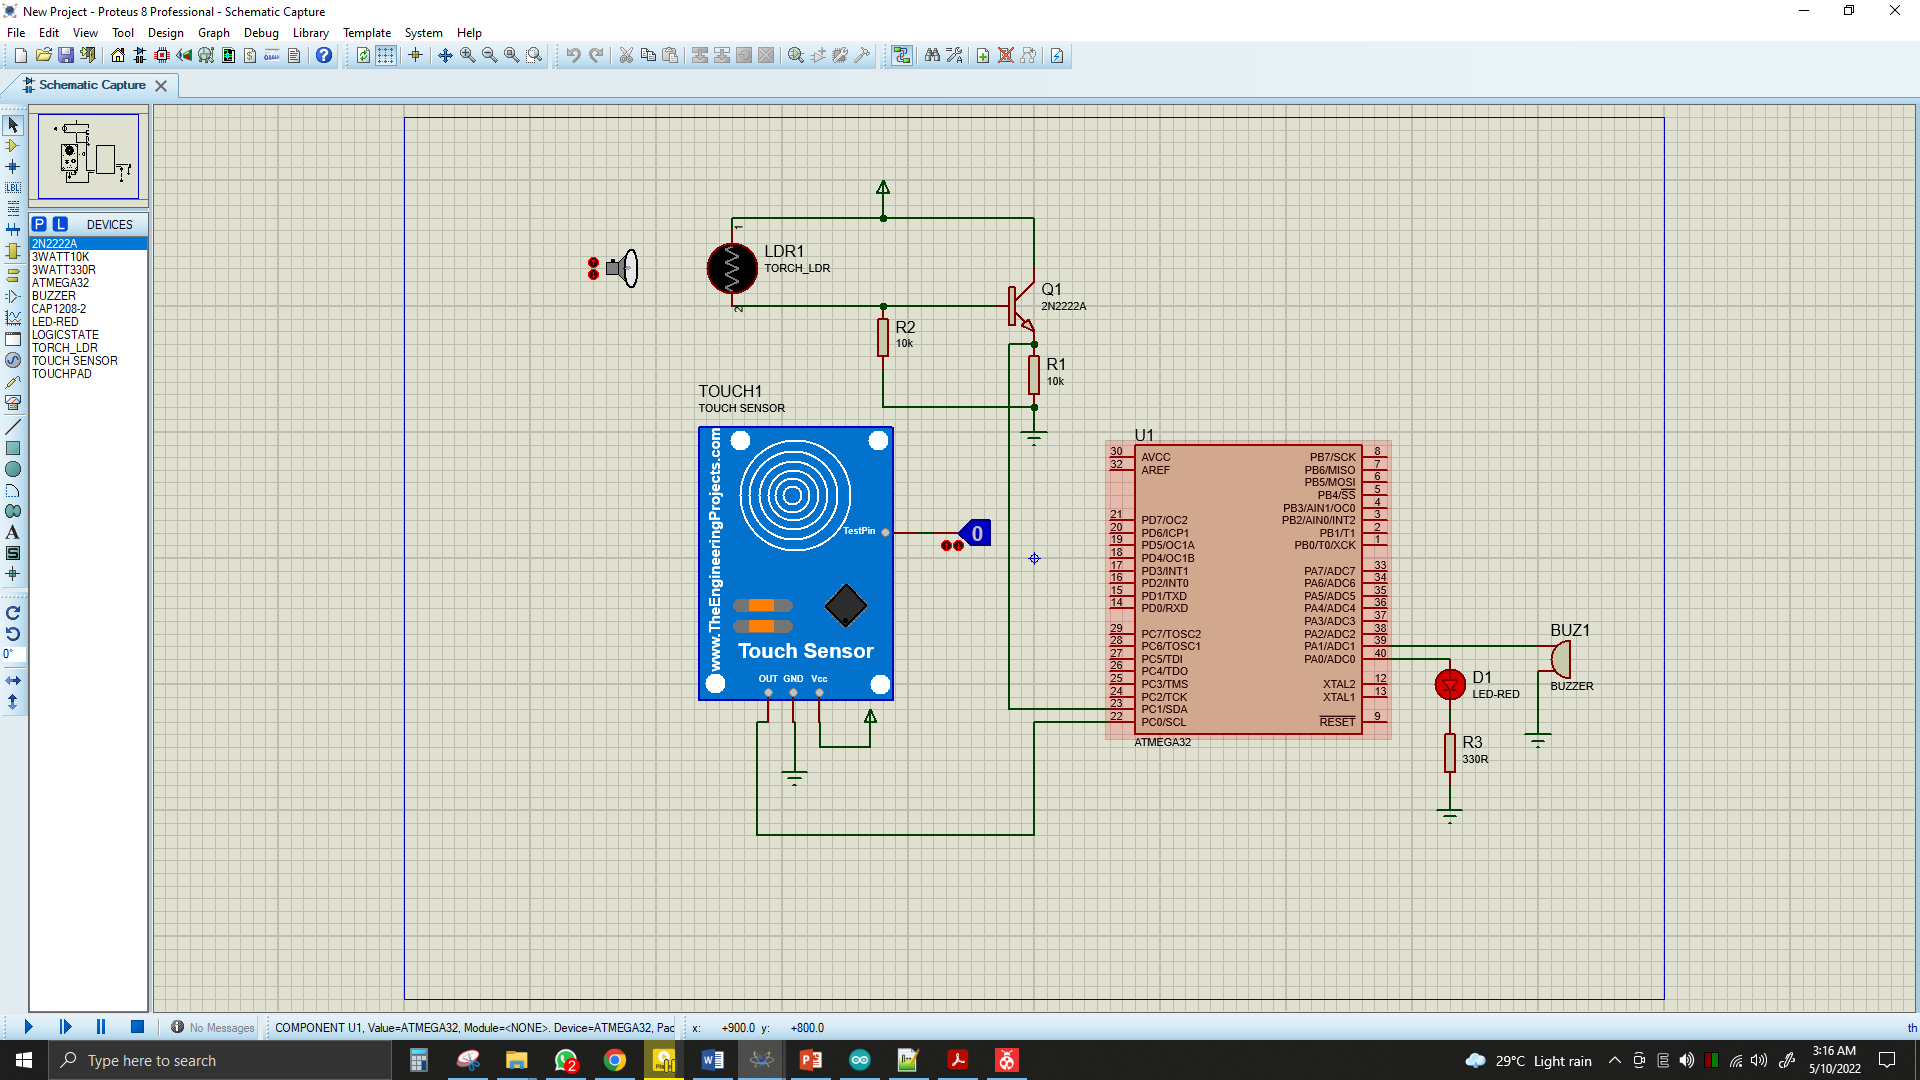 New Project - Proteus 8 Professional - Schematic Capture
File Edit View Tool Design Graph Debug Library Template System Help
Schematic Capture
P L DEVICES
2N2222A
3WATT10K
3WATT330R
ATMEGA32
BUZZER
CAP1208-2
LED-RED
LOGICSTATE
TORCH_LDR
TOUCH SENSOR
TOUCHPAD
LBL
A
S
0°
1
LDR1
TORCH_LDR
2
Q1
2N2222A
R2
10k
R1
10k
TOUCH1
TOUCH SENSOR
www.TheEngineeringProjects.com
TestPin
0
Touch Sensor
OUT GND Vcc
U1
30 AVCC
32 AREF
21 PD7/OC2
20 PD6/ICP1
19 PD5/OC1A
18 PD4/OC1B
17 PD3/INT1
16 PD2/INT0
15 PD1/TXD
14 PD0/RXD
29 PC7/TOSC2
28 PC6/TOSC1
27 PC5/TDI
26 PC4/TDO
25 PC3/TMS
24 PC2/TCK
23 PC1/SDA
22 PC0/SCL
PB7/SCK 8
PB6/MISO 7
PB5/MOSI 6
PB4/SS 5
PB3/AIN1/OC0 4
PB2/AIN0/INT2 3
PB1/T1 2
PB0/T0/XCK 1
PA7/ADC7 33
PA6/ADC6 34
PA5/ADC5 35
PA4/ADC4 36
PA3/ADC3 37
PA2/ADC2 38
PA1/ADC1 39
PA0/ADC0 40
XTAL2 12
XTAL1 13
RESET 9
ATMEGA32
BUZ1
BUZZER
D1
LED-RED
R3
330R
No Messages
COMPONENT U1, Value=ATMEGA32, Module=<NONE>. Device=ATMEGA32, Pac
x: +900.0 y: +800.0
th
Type here to search
2
29°C Light rain
3:16 AM
5/10/2022